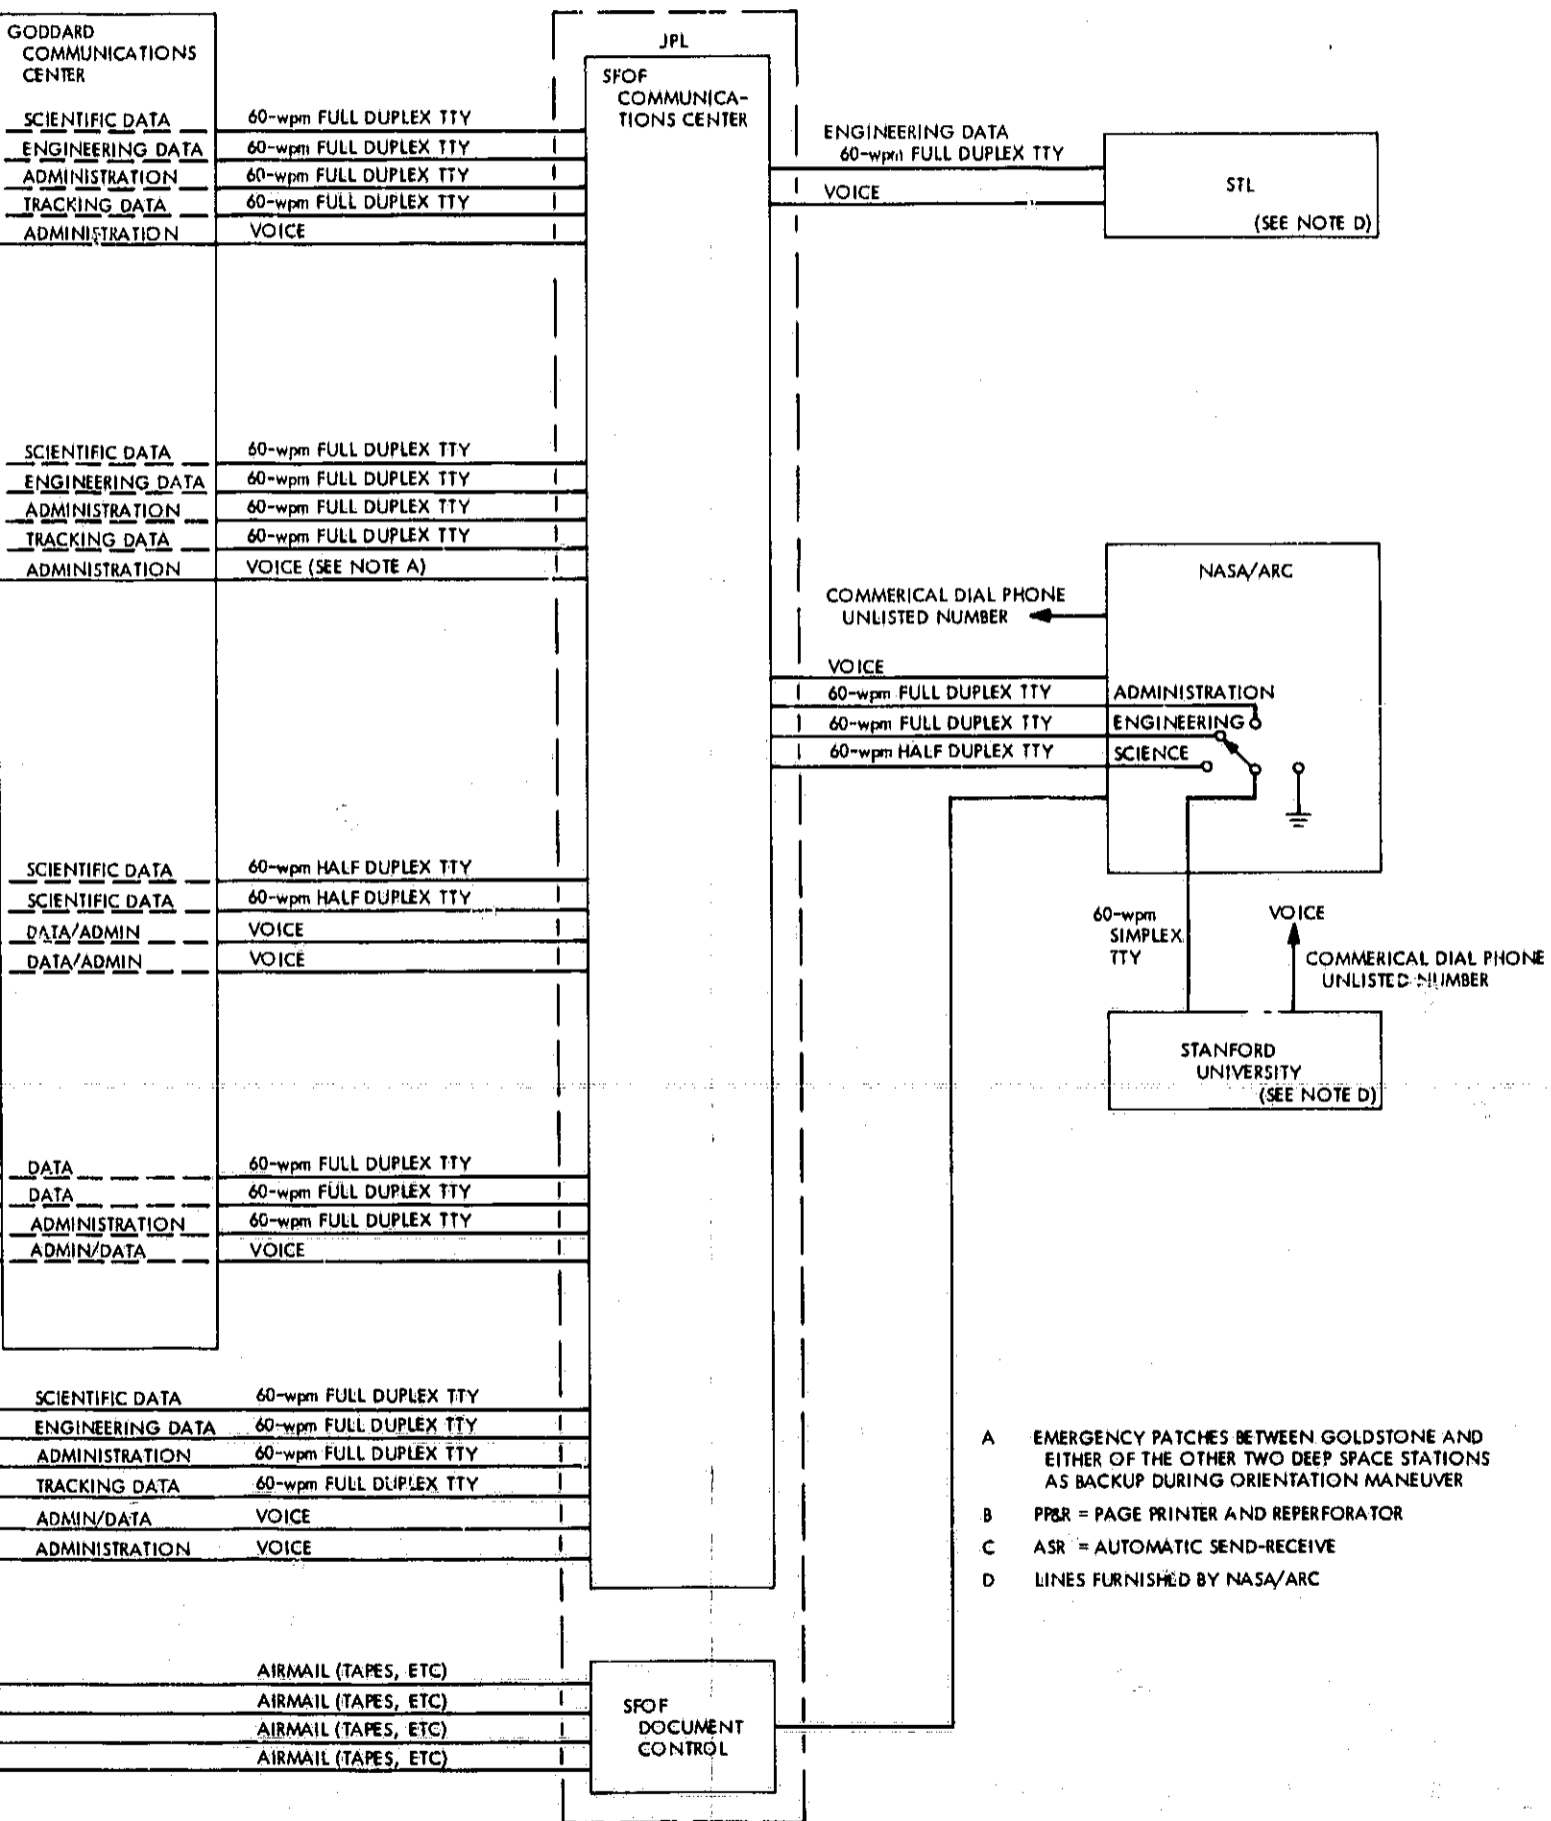 GODDARD
COMMUNICATIONS
CENTER
SCIENTIFIC DATA 60-wpm FULL DUPLEX TTY
ENGINEERING DATA 60-wpm FULL DUPLEX TTY
ADMINISTRATION 60-wpm FULL DUPLEX TTY
TRACKING DATA 60-wpm FULL DUPLEX TTY
ADMINISTRATION VOICE
SCIENTIFIC DATA 60-wpm FULL DUPLEX TTY
ENGINEERING DATA 60-wpm FULL DUPLEX TTY
ADMINISTRATION 60-wpm FULL DUPLEX TTY
TRACKING DATA 60-wpm FULL DUPLEX TTY
ADMINISTRATION VOICE (SEE NOTE A)
SCIENTIFIC DATA 60-wpm HALF DUPLEX TTY
SCIENTIFIC DATA 60-wpm HALF DUPLEX TTY
DATA/ADMIN VOICE
DATA/ADMIN VOICE
DATA 60-wpm FULL DUPLEX TTY
DATA 60-wpm FULL DUPLEX TTY
ADMINISTRATION 60-wpm FULL DUPLEX TTY
ADMIN/DATA VOICE
SCIENTIFIC DATA 60-wpm FULL DUPLEX TTY
ENGINEERING DATA 60-wpm FULL DUPLEX TTY
ADMINISTRATION 60-wpm FULL DUPLEX TTY
TRACKING DATA 60-wpm FULL DUPLEX TTY
ADMIN/DATA VOICE
ADMINISTRATION VOICE
AIRMAIL (TAPES, ETC)
AIRMAIL (TAPES, ETC)
AIRMAIL (TAPES, ETC)
AIRMAIL (TAPES, ETC)
JPL
SFOF
COMMUNICA-
TIONS CENTER
SFOF
DOCUMENT
CONTROL
ENGINEERING DATA
60-wpm FULL DUPLEX TTY
VOICE
STL
(SEE NOTE D)
NASA/ARC
COMMERICAL DIAL PHONE
UNLISTED NUMBER
VOICE
60-wpm FULL DUPLEX TTY ADMINISTRATION
60-wpm FULL DUPLEX TTY ENGINEERING
60-wpm HALF DUPLEX TTY SCIENCE
60-wpm
SIMPLEX
TTY
VOICE
COMMERICAL DIAL PHONE
UNLISTED NUMBER
STANFORD
UNIVERSITY
(SEE NOTE D)
A EMERGENCY PATCHES BETWEEN GOLDSTONE AND
EITHER OF THE OTHER TWO DEEP SPACE STATIONS
AS BACKUP DURING ORIENTATION MANEUVER
B PP&R = PAGE PRINTER AND REPERFORATOR
C ASR = AUTOMATIC SEND-RECEIVE
D LINES FURNISHED BY NASA/ARC